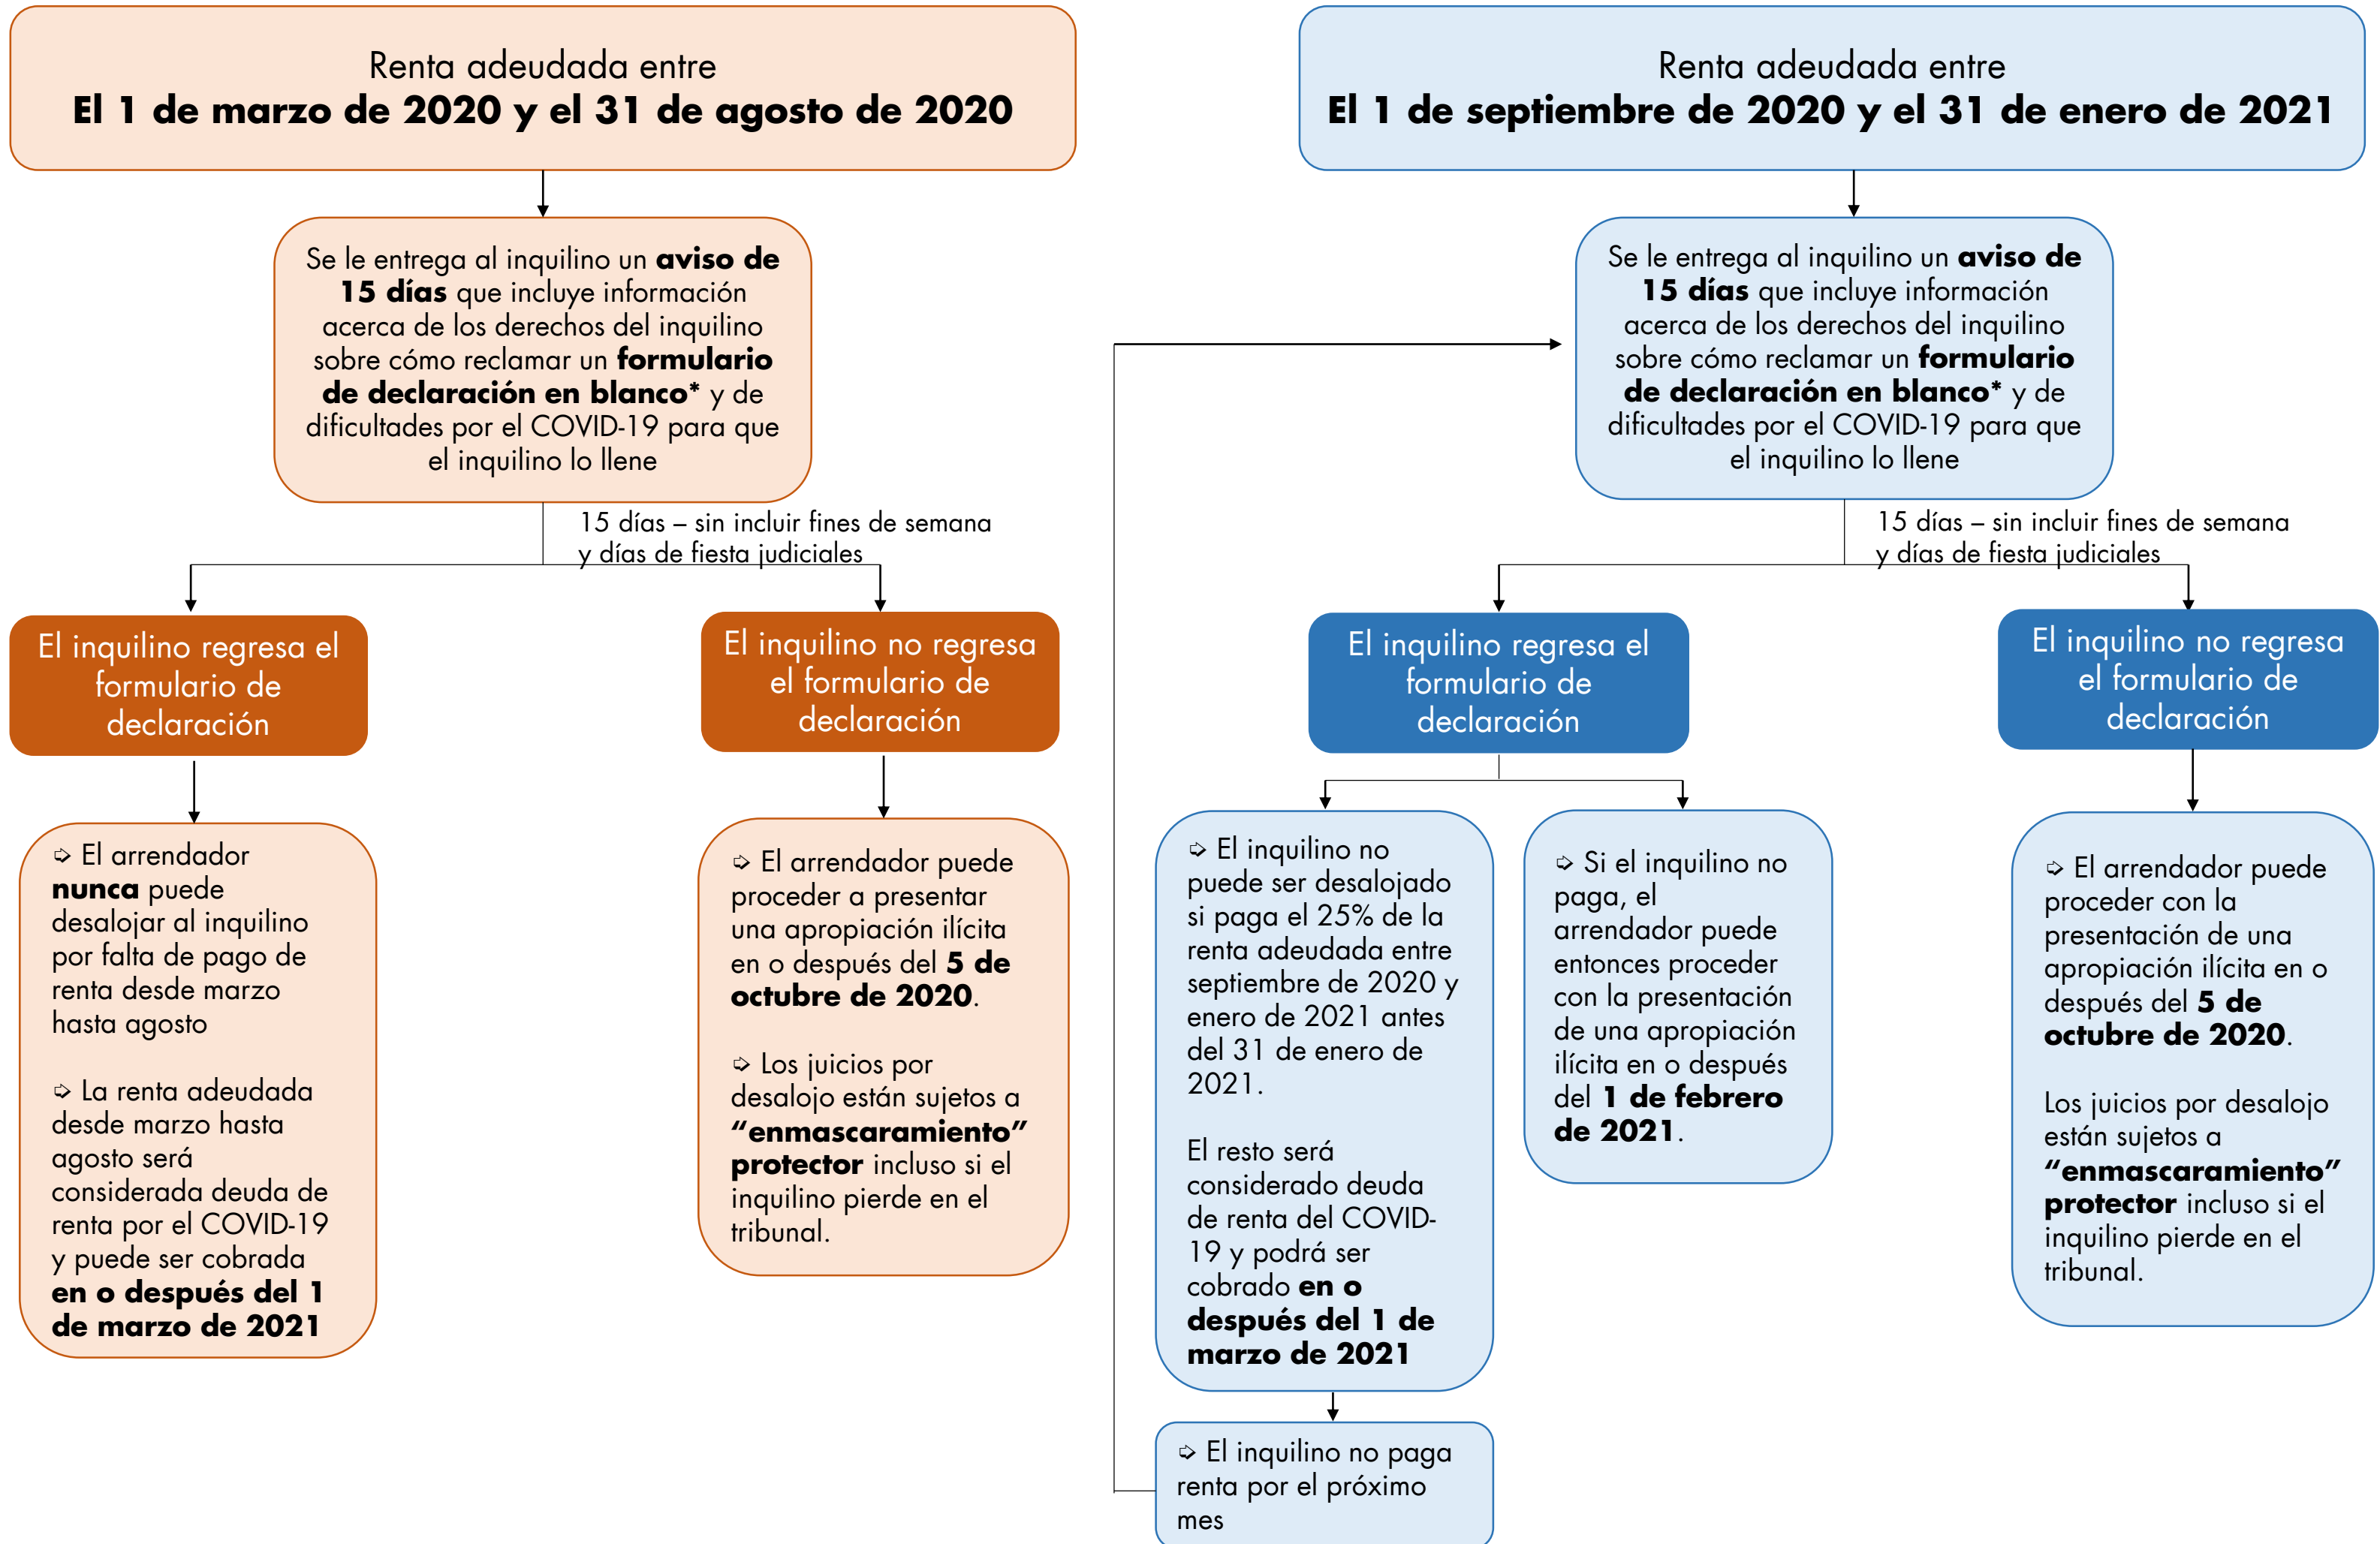 Renta adeudada entre
El 1 de marzo de 2020 y el 31 de agosto de 2020
Se le entrega al inquilino un aviso de
15 días que incluye información
acerca de los derechos del inquilino
sobre cómo reclamar un formulario
de declaración en blanco* y de
dificultades por el COVID-19 para que
el inquilino lo llene
15 días – sin incluir fines de semana
y días de fiesta judiciales
El inquilino regresa el
formulario de
declaración
El inquilino no regresa
el formulario de
declaración
➪ El arrendador
nunca puede
desalojar al inquilino
por falta de pago de
renta desde marzo
hasta agosto
➪ La renta adeudada
desde marzo hasta
agosto será
considerada deuda de
renta por el COVID-19
y puede ser cobrada
en o después del 1
de marzo de 2021
➪ El arrendador puede
proceder a presentar
una apropiación ilícita
en o después del 5 de
octubre de 2020.
➪ Los juicios por
desalojo están sujetos a
“enmascaramiento”
protector incluso si el
inquilino pierde en el
tribunal.
Renta adeudada entre
El 1 de septiembre de 2020 y el 31 de enero de 2021
Se le entrega al inquilino un aviso de
15 días que incluye información
acerca de los derechos del inquilino
sobre cómo reclamar un formulario
de declaración en blanco* y de
dificultades por el COVID-19 para que
el inquilino lo llene
15 días – sin incluir fines de semana
y días de fiesta judiciales
El inquilino regresa el
formulario de
declaración
El inquilino no regresa
el formulario de
declaración
➪ El inquilino no
puede ser desalojado
si paga el 25% de la
renta adeudada entre
septiembre de 2020 y
enero de 2021 antes
del 31 de enero de
2021.
El resto será
considerado deuda
de renta del COVID-
19 y podrá ser
cobrado en o
después del 1 de
marzo de 2021
➪ Si el inquilino no
paga, el
arrendador puede
entonces proceder
con la presentación
de una apropiación
ilícita en o después
del 1 de febrero
de 2021.
➪ El arrendador puede
proceder con la
presentación de una
apropiación ilícita en o
después del 5 de
octubre de 2020.
Los juicios por desalojo
están sujetos a
“enmascaramiento”
protector incluso si el
inquilino pierde en el
tribunal.
➪ El inquilino no paga
renta por el próximo
mes